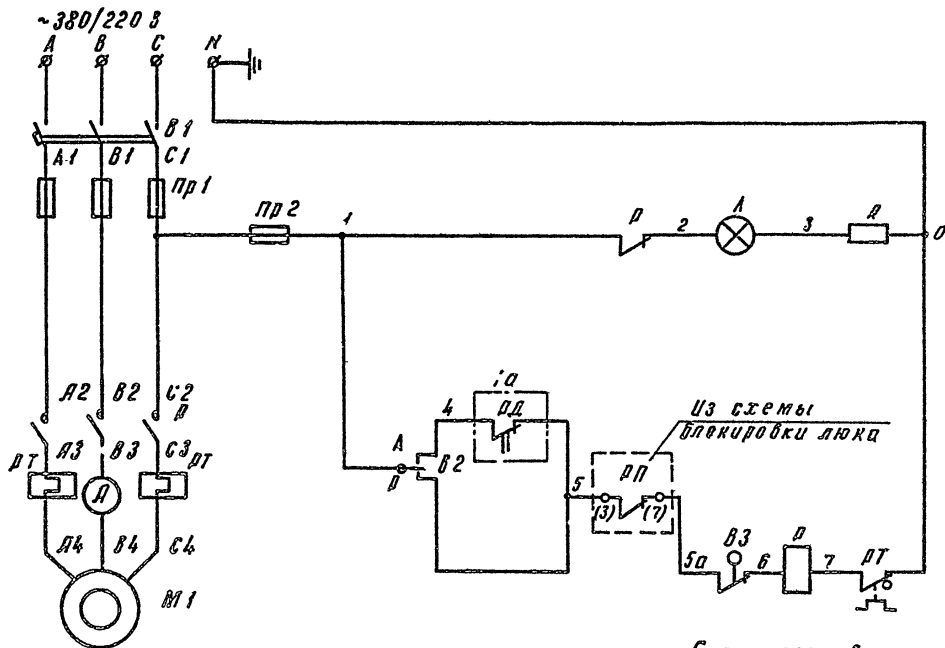 ~380/220 В
А В С N
В1
А1 В1 С1
Пр1
Пр2 1 Р 2 Л 3 R 0
А2 В2 С2
Р
А3 В3 С3
РТ А РТ
А4 В4 С4
М1
4 РД
А В2
Р
Из схемы
блокировки люка
5 РП
(3) (7)
5а В3 6 Р 7 РТ